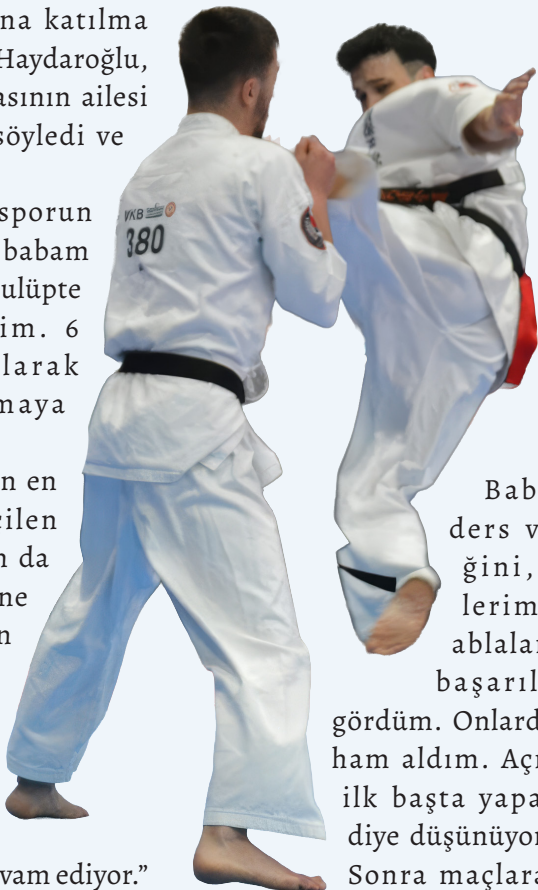 na katılma
Haydaroğlu,
asının ailesi
söyledi ve
sporun
babam
ulüpte
im. 6
larak
maya
n en
cilen
n da
ne
n
vam ediyor.”
VKB
380
Bab
ders v
ğini,
lerim
ablalar
başarıl
gördüm. Onlard
ham aldım. Açı
ilk başta yapa
diye düşünüyor
Sonra maçlara